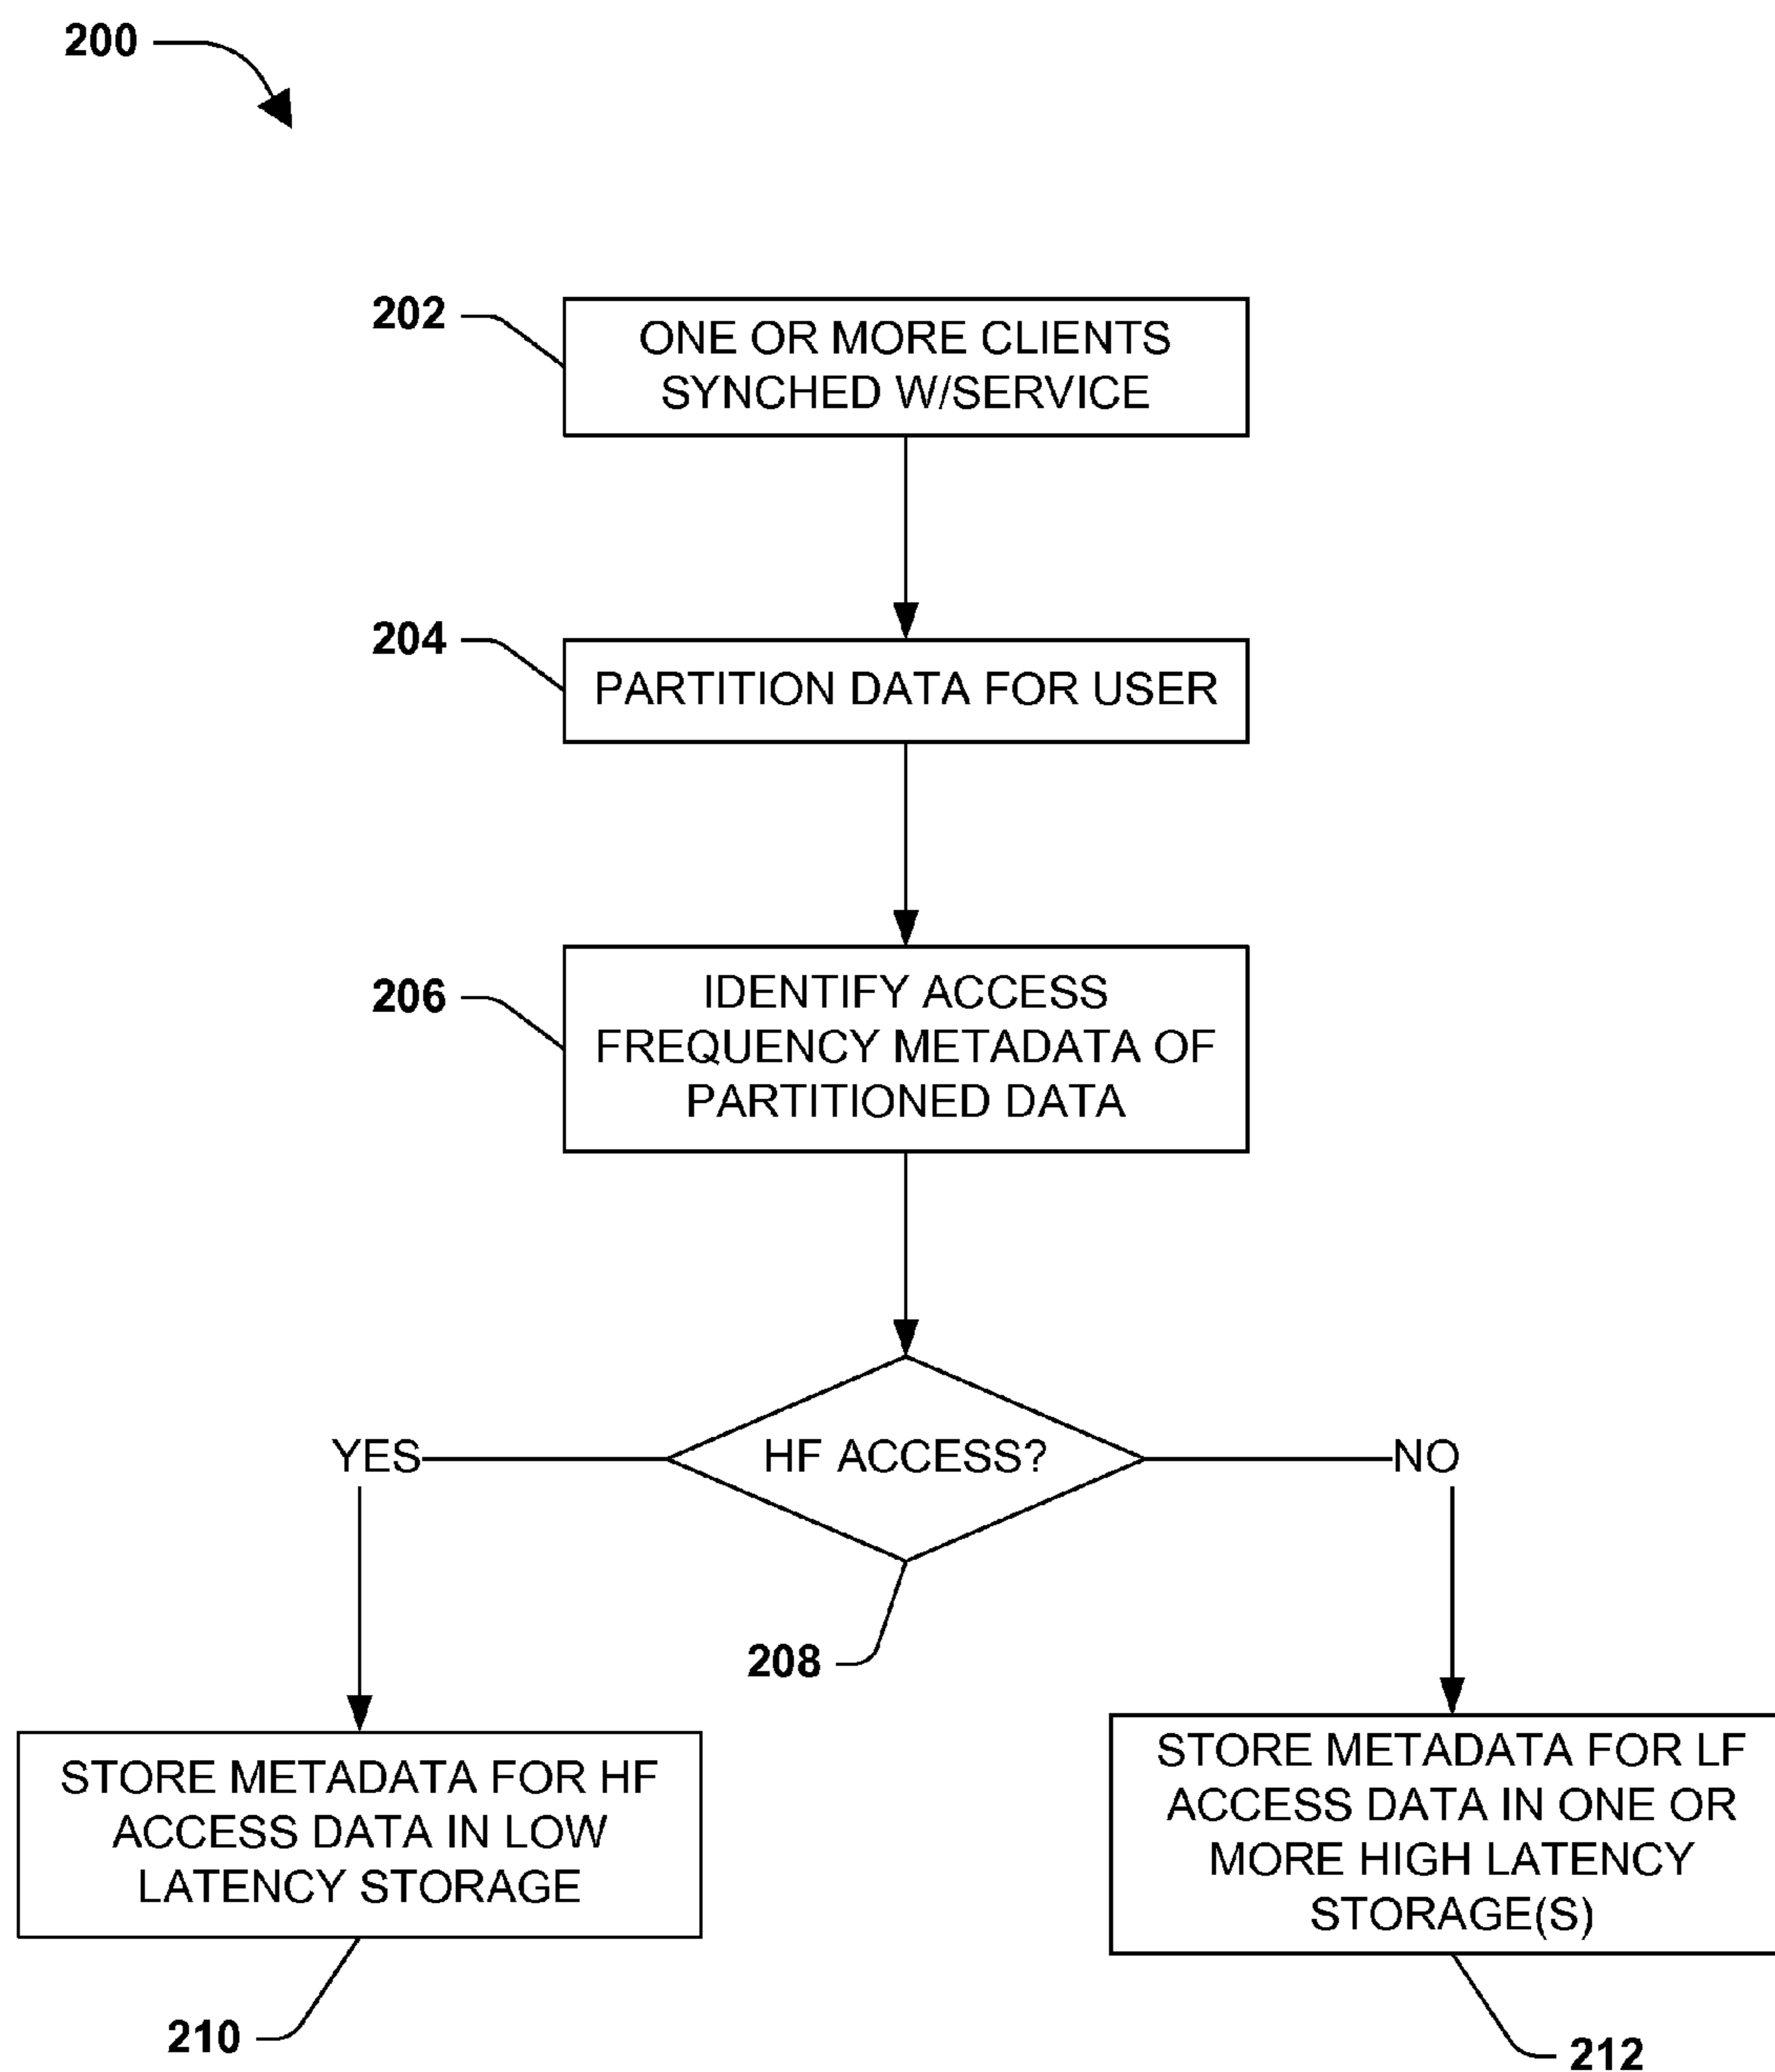 200
202
ONE OR MORE CLIENTS
SYNCHED W/SERVICE
204
PARTITION DATA FOR USER
206
IDENTIFY ACCESS
FREQUENCY METADATA OF
PARTITIONED DATA
YES
HF ACCESS?
NO
208
STORE METADATA FOR HF
ACCESS DATA IN LOW
LATENCY STORAGE
210
STORE METADATA FOR LF
ACCESS DATA IN ONE OR
MORE HIGH LATENCY
STORAGE(S)
212